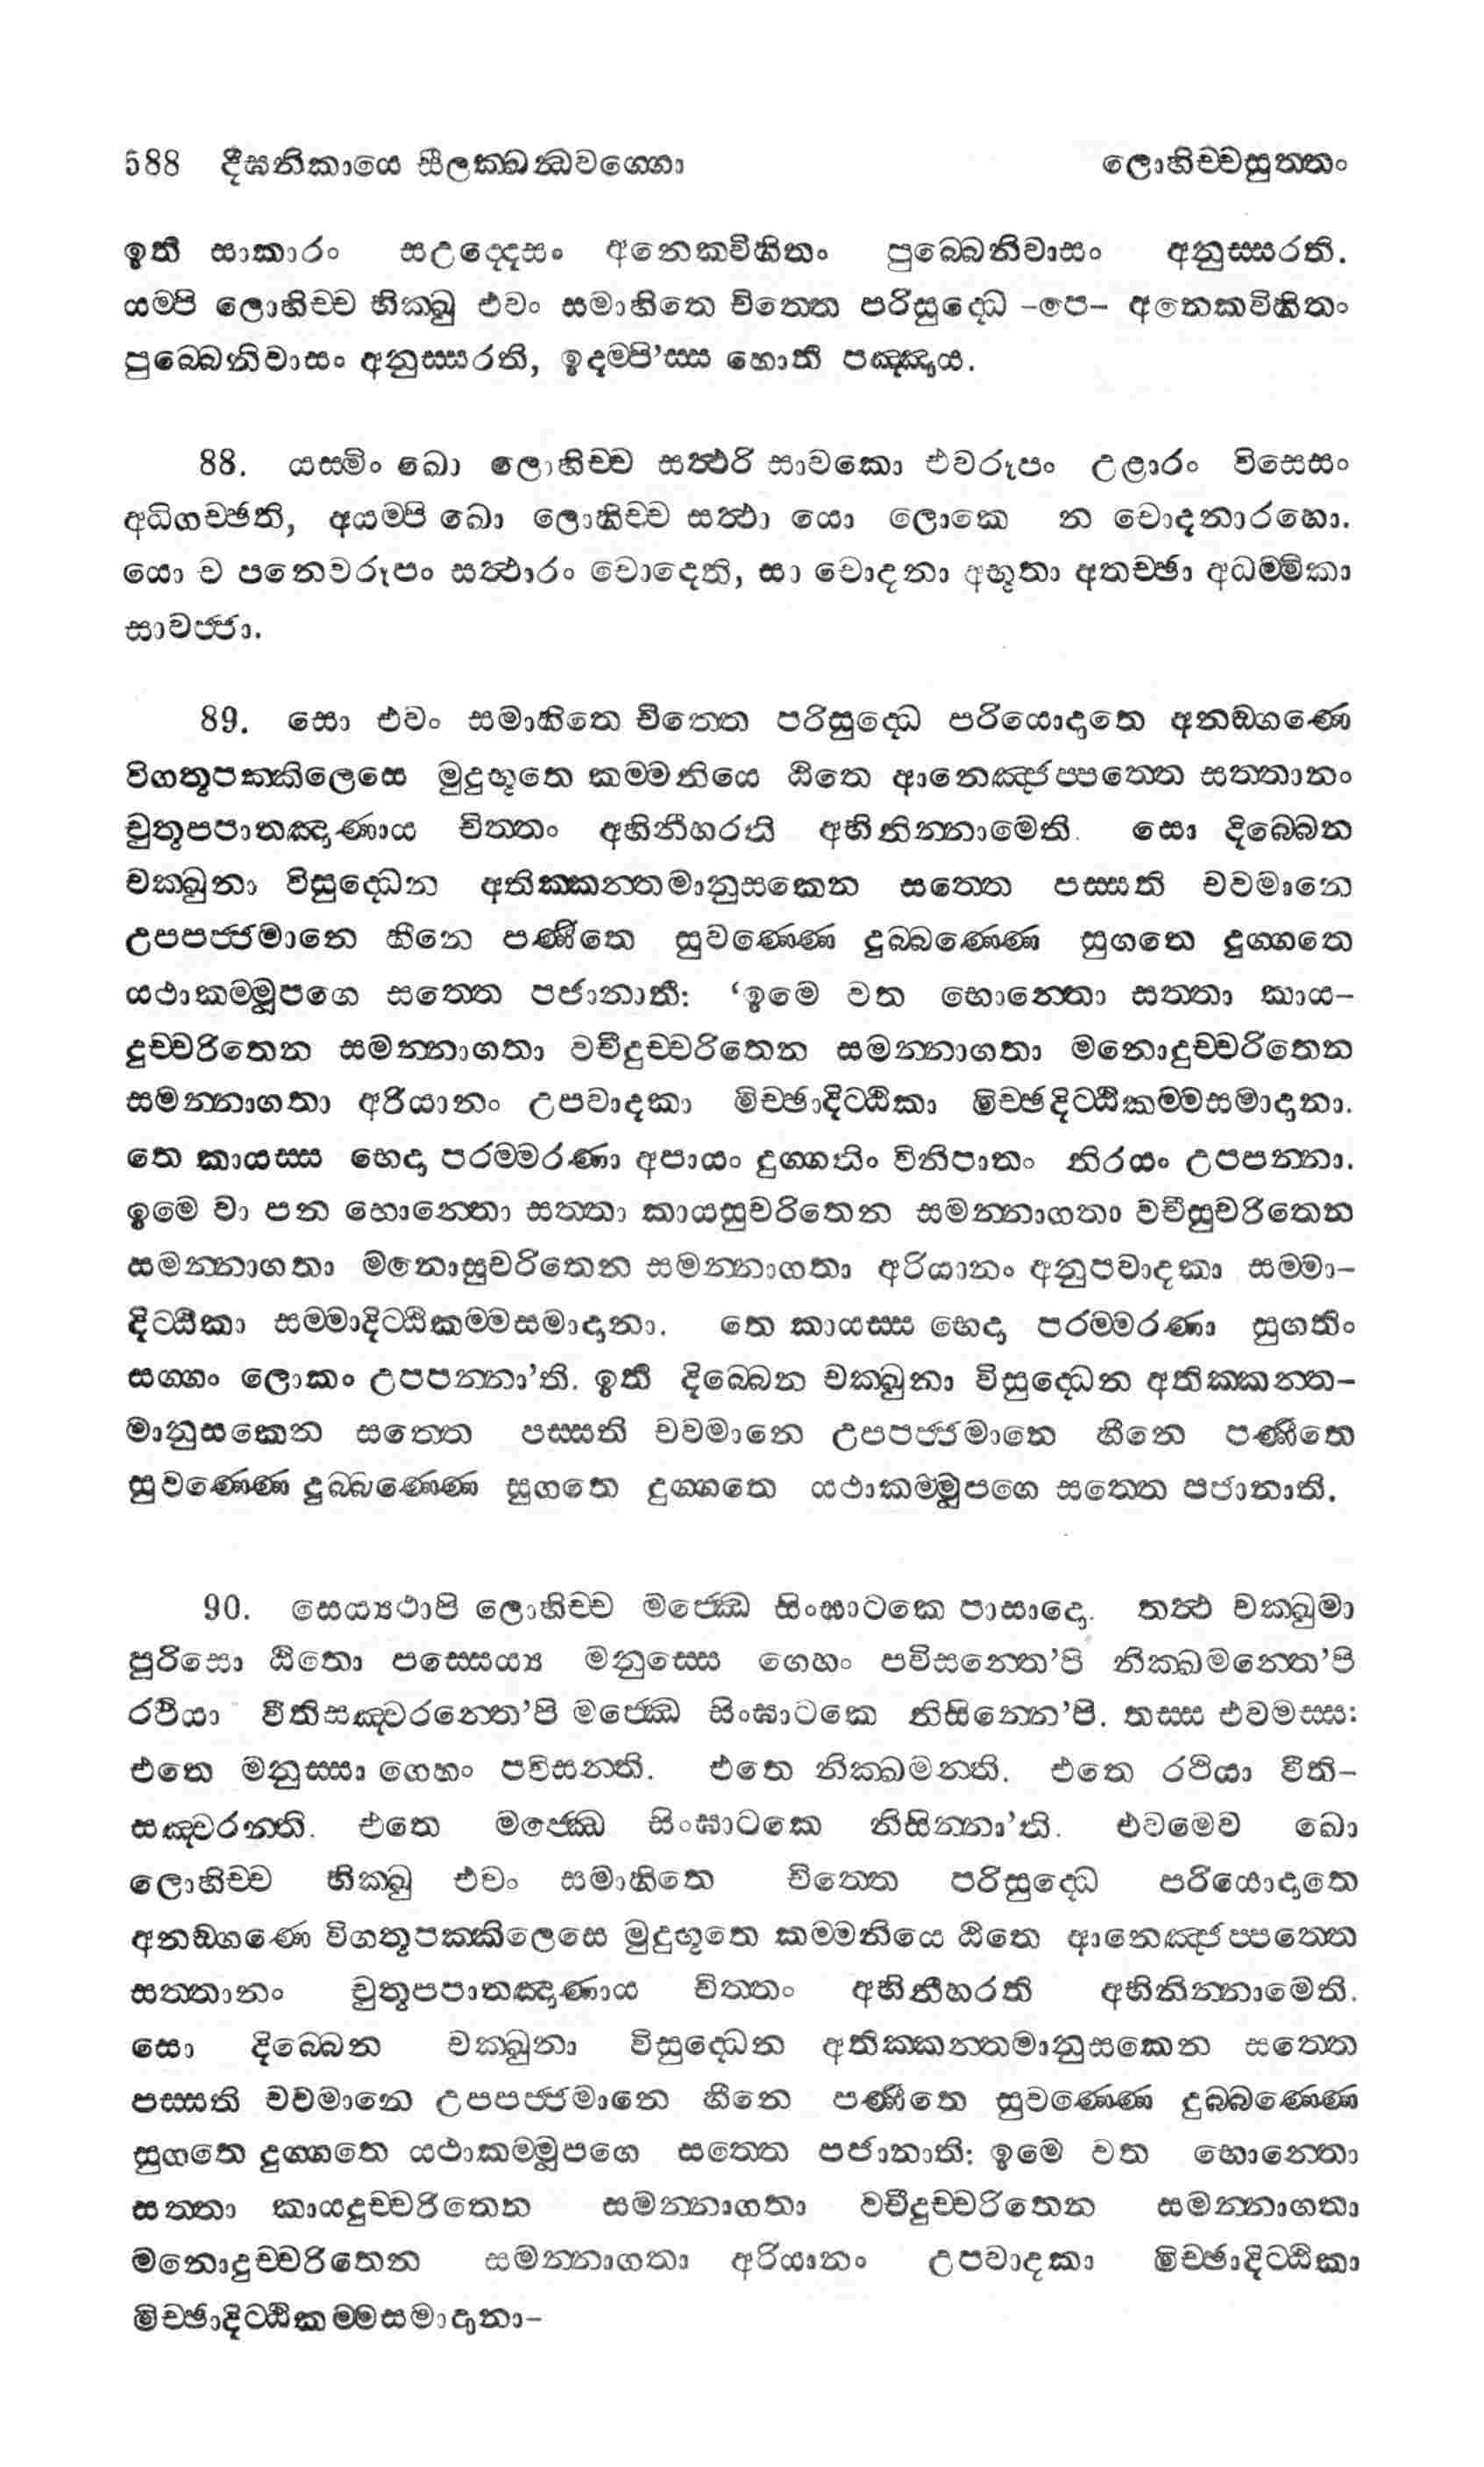 588 දීඝනිකායෙ සීලක්ඛන්ධවග්ගො ලොහිච්චසුත්තං
ඉති සාකාරං සඋද්දෙසං අනෙකවිහිතං පුබ්බෙනිවාසං අනුස්සරති.
යම්පි ලොහිච්ච භික්ඛු එවං සමාහිතෙ චිත්තෙ පරිසුද්ධෙ -පෙ- අනෙකවිහිතං
පුබ්බෙනිවාසං අනුස්සරති, ඉදම්පි'ස්ස හොති පඤ්ඤාය.
88. යස්මිං ඛො ලොහිච්ච සත්ථරි සාවකො එවරූපං උළාරං විසෙසං
අධිගච්ඡති, අයම්පි ඛො ලොහිච්ච සත්ථා යො ලොකෙ න චොදනාරහො.
යො ච පනෙවරූපං සත්ථාරං චොදෙති, සා චොදනා අභූතා අතච්ඡා අධම්මිකා
සාවජ්ජා.
89. සො එවං සමාහිතෙ චිත්තෙ පරිසුද්ධෙ පරියොදාතෙ අනඞ්ගණෙ
විගතූපක්කිලෙසෙ මුදුභූතෙ කම්මනියෙ ඨිතෙ ආනෙඤ්ජප්පත්තෙ සත්තානං
චුතූපපාතඤාණාය චිත්තං අභිනීහරති අභිනින්නාමෙති. සො දිබ්බෙන
චක්ඛුනා විසුද්ධෙන අතික්කන්තමානුසකෙන සත්තෙ පස්සති චවමානෙ
උපපජ්ජමානෙ හීනෙ පණීතෙ සුවණ්ණෙ දුබ්බණ්ණෙ සුගතෙ දුග්ගතෙ
යථාකම්මූපගෙ සත්තෙ පජානාති: ‘ඉමෙ වත භොන්තො සත්තා කාය-
දුච්චරිතෙන සමන්නාගතා වචීදුච්චරිතෙන සමන්නාගතා මනොදුච්චරිතෙන
සමන්නාගතා අරියානං උපවාදකා මිච්ඡාදිට්ඨිකා මිච්ඡදිට්ඨිකම්මසමාදානා.
තෙ කායස්ස භෙදා පරම්මරණා අපායං දුග්ගතිං විනිපාතං නිරයං උපපන්නා.
ඉමෙ වා පන හොන්තො සත්තා කායසුචරිතෙන සමන්නාගතා වචීසුචරිතෙන
සමන්නාගතා මනොසුචරිතෙන සමන්නාගතා අරියානං අනුපවාදකා සම්මා-
දිට්ඨිකා සම්මාදිට්ඨිකම්මසමාදානා. තෙ කායස්ස භෙදා පරම්මරණා සුගතිං
සග්ගං ලොකං උපපන්නා'ති. ඉති දිබ්බෙන චක්ඛුනා විසුද්ධෙන අතික්කන්ත-
මානුසකෙන සත්තෙ පස්සති චවමානෙ උපපජ්ජමානෙ හීනෙ පණීතෙ
සුවණ්ණෙ දුබ්බණ්ණෙ සුගතෙ දුග්ගතෙ යථාකම්මූපගෙ සත්තෙ පජානාති.
90. සෙය්‍යථාපි ලොහිච්ච මජ්ඣෙ සිංඝාටකෙ පාසාදො. තත්ථ චක්ඛුමා
පුරිසො ඨිතො පස්සෙය්‍ය මනුස්සෙ ගෙහං පවිසන්තෙ'පි නික්ඛමන්තෙ'පි
රථියා වීතිසඤ්චරන්තෙ'පි මජ්ඣෙ සිංඝාටකෙ නිසින්නෙ'පි. තස්ස එවමස්ස:
එතෙ මනුස්සා ගෙහං පවිසන්ති. එතෙ නික්ඛමන්ති. එතෙ රථියා වීති-
සඤ්චරන්ති. එතෙ මජ්ඣෙ සිංඝාටකෙ නිසින්නා'ති. එවමෙව ඛො
ලොහිච්ච භික්ඛු එවං සමාහිතෙ චිත්තෙ පරිසුද්ධෙ පරියොදාතෙ
අනඞ්ගණෙ විගතූපක්කිලෙසෙ මුදුභූතෙ කම්මනියෙ ඨිතෙ ආනෙඤ්ජප්පත්තෙ
සත්තානං චුතූපපාතඤාණාය චිත්තං අභිනීහරති අභිනින්නාමෙති.
සො දිබ්බෙන චක්ඛුනා විසුද්ධෙන අතික්කන්තමානුසකෙන සත්තෙ
පස්සති චවමානෙ උපපජ්ජමානෙ හීනෙ පණීතෙ සුවණ්ණෙ දුබ්බණ්ණෙ
සුගතෙ දුග්ගතෙ යථාකම්මූපගෙ සත්තෙ පජානාති: ඉමෙ වත භොන්තො
සත්තා කායදුච්චරිතෙන සමන්නාගතා වචීදුච්චරිතෙන සමන්නාගතා
මනොදුච්චරිතෙන සමන්නාගතා අරියානං උපවාදකා මිච්ඡාදිට්ඨිකා
මිච්ඡාදිට්ඨිකම්මසමාදානා-